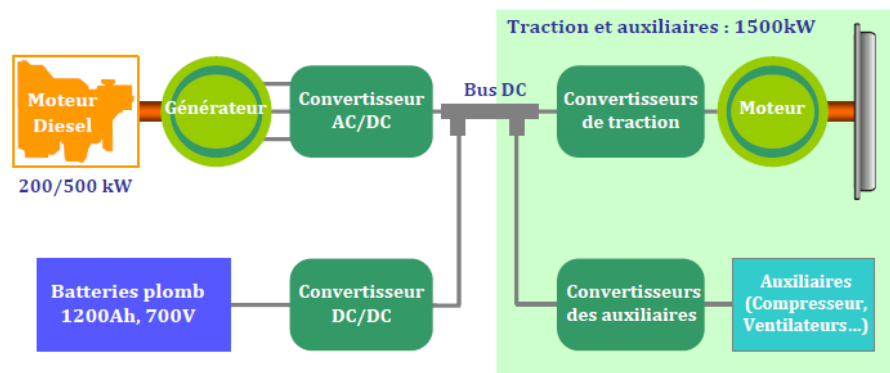 Traction et auxiliaires : 1500kW
Moteur
Diesel
Générateur
Convertisseur
AC/DC
Bus DC
Convertisseurs
de traction
Moteur
200/500 kW
Batteries plomb
1200Ah, 700V
Convertisseur
DC/DC
Convertisseurs
des auxiliaires
Auxiliaires
(Compresseur,
Ventilateurs...)